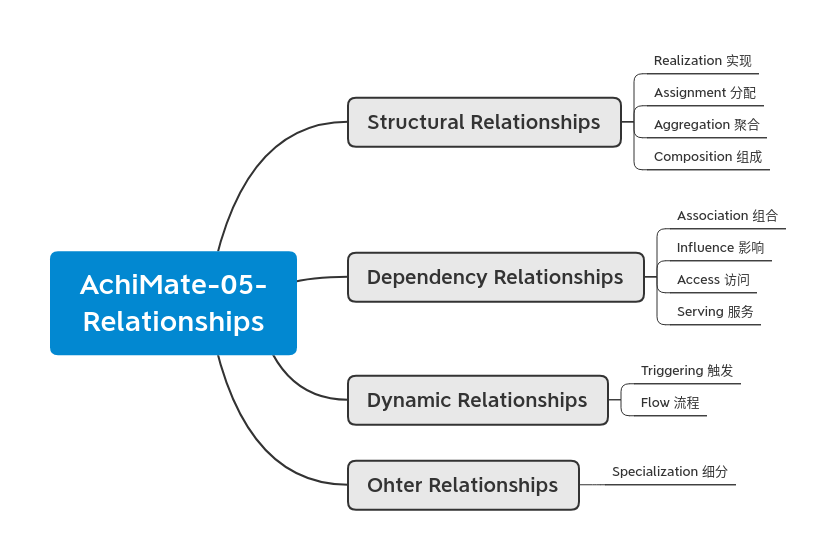 AchiMate-05-
Relationships
Structural Relationships
Realization 实现
Assignment 分配
Aggregation 聚合
Composition 组成
Dependency Relationships
Association 组合
Influence 影响
Access 访问
Serving 服务
Dynamic Relationships
Triggering 触发
Flow 流程
Ohter Relationships
Specialization 细分